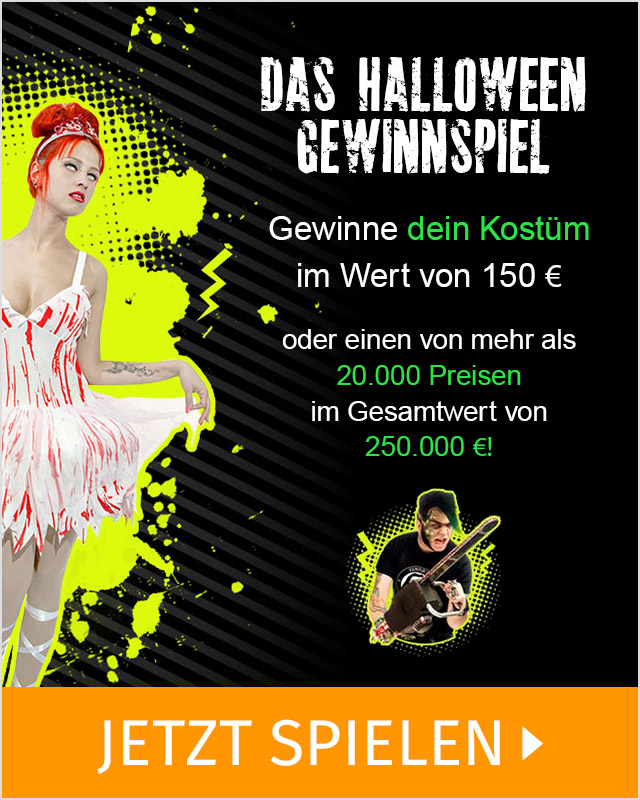 DAS HALLOWEEN
GEWINNSPIEL
Gewinne dein Kostüm
im Wert von 150 €
oder einen von mehr als
20.000 Preisen
im Gesamtwert von
250.000 €!
JETZT SPIELEN